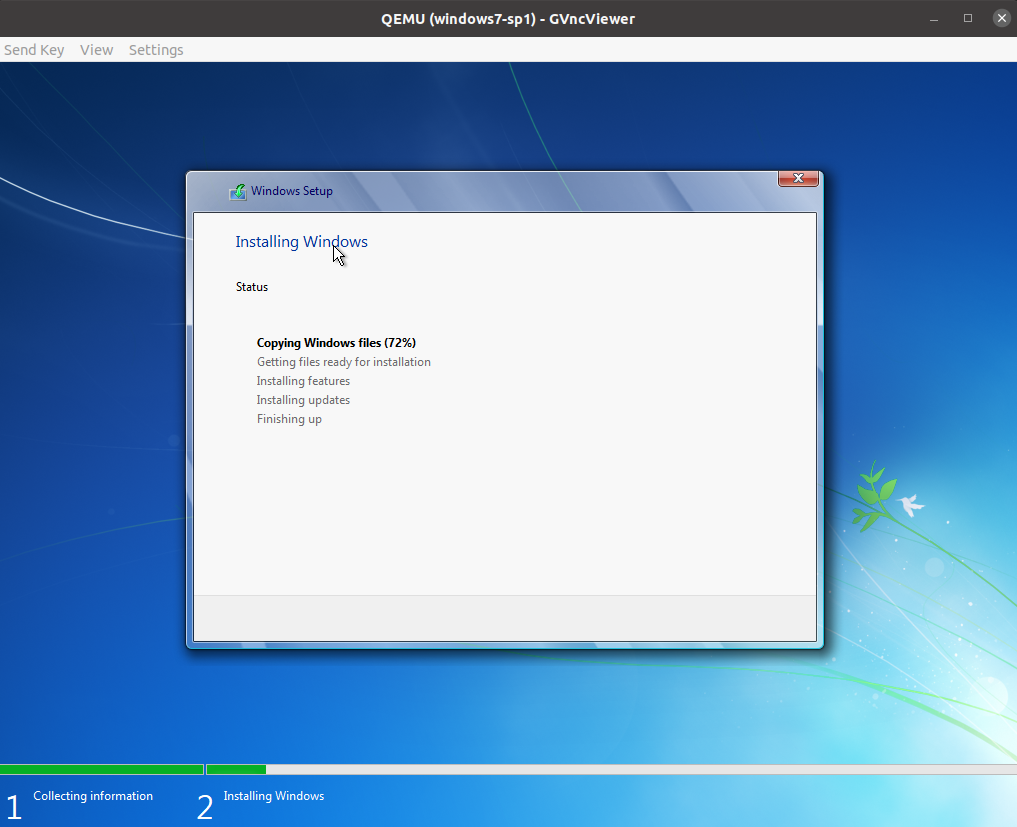 QEMU (windows7-sp1) - GVncViewer
Send Key View Settings
Windows Setup
Installing Windows
Status
Copying Windows files (72%)
Getting files ready for installation
Installing features
Installing updates
Finishing up
1 Collecting information 2 Installing Windows